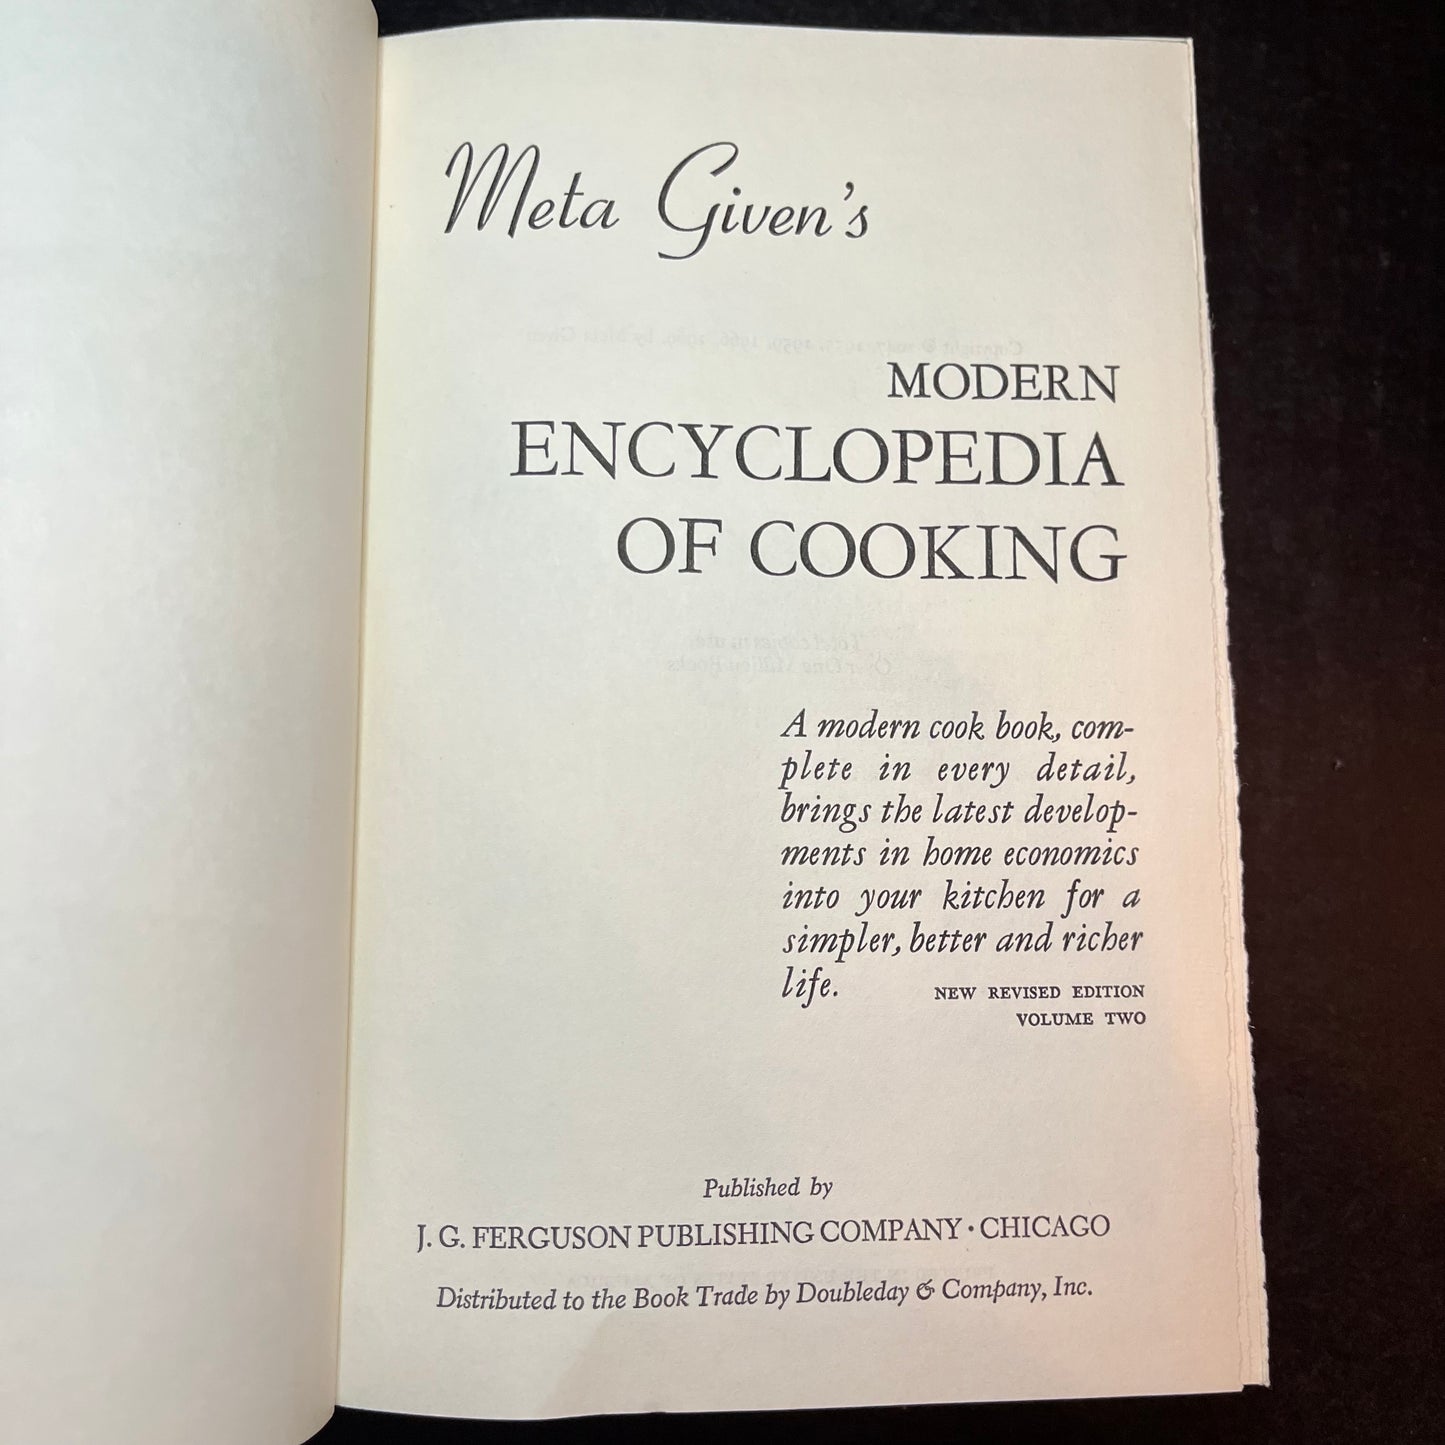 Meta Given's
MODERN
ENCYCLOPEDIA
OF COOKING
A modern cook book, com-
plete in every detail,
brings the latest develop-
ments in home economics
into your kitchen for a
simpler, better and richer
life.
NEW REVISED EDITION
VOLUME TWO
Published by
J. G. FERGUSON PUBLISHING COMPANY • CHICAGO
Distributed to the Book Trade by Doubleday & Company, Inc.